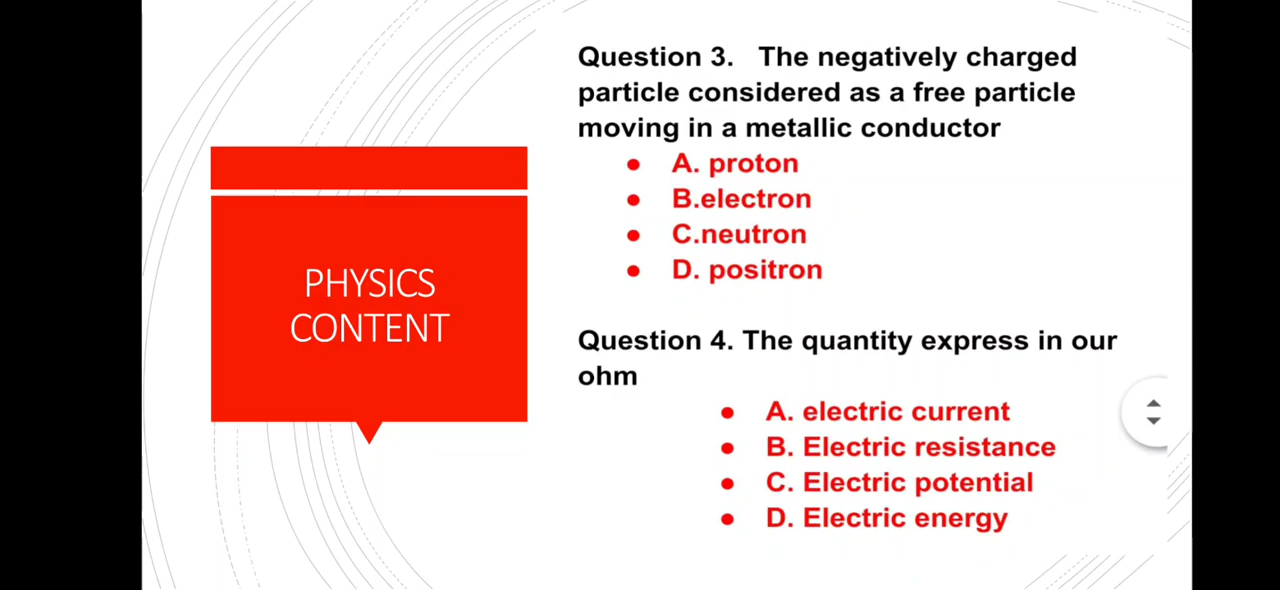 PHYSICS
CONTENT
Question 3. The negatively charged
particle considered as a free particle
moving in a metallic conductor
• A. proton
• B.electron
• C.neutron
• D. positron
Question 4. The quantity express in our
ohm
• A. electric current
• B. Electric resistance
• C. Electric potential
• D. Electric energy